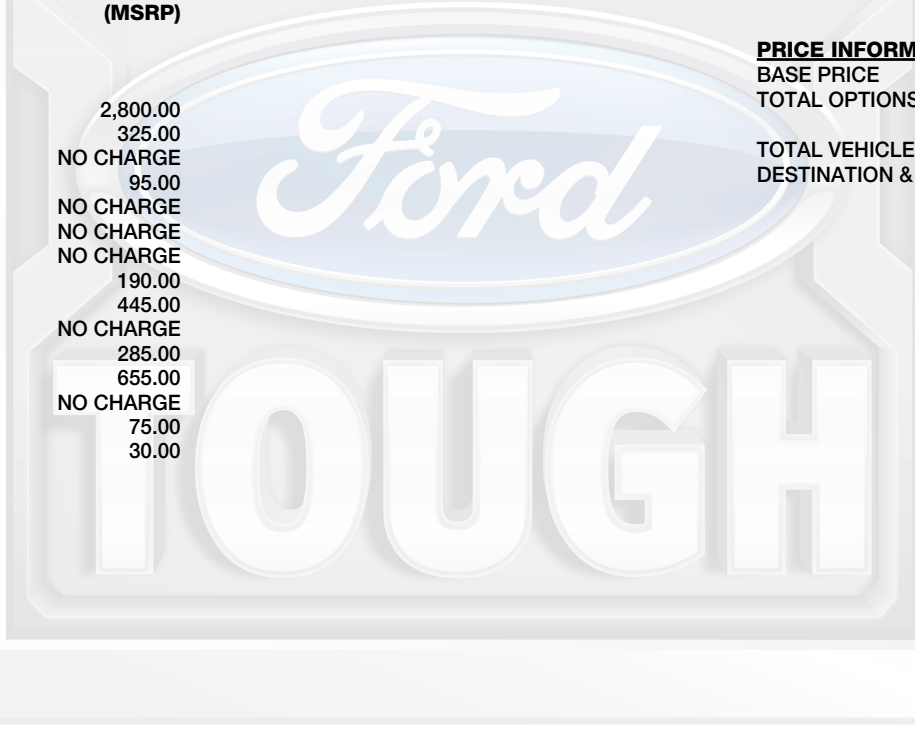 (MSRP)
2,800.00
325.00
NO CHARGE
95.00
NO CHARGE
NO CHARGE
NO CHARGE
190.00
445.00
NO CHARGE
285.00
655.00
NO CHARGE
75.00
30.00
PRICE INFORM
BASE PRICE
TOTAL OPTIONS
TOTAL VEHICLE
DESTINATION &
Ford
TOUGH